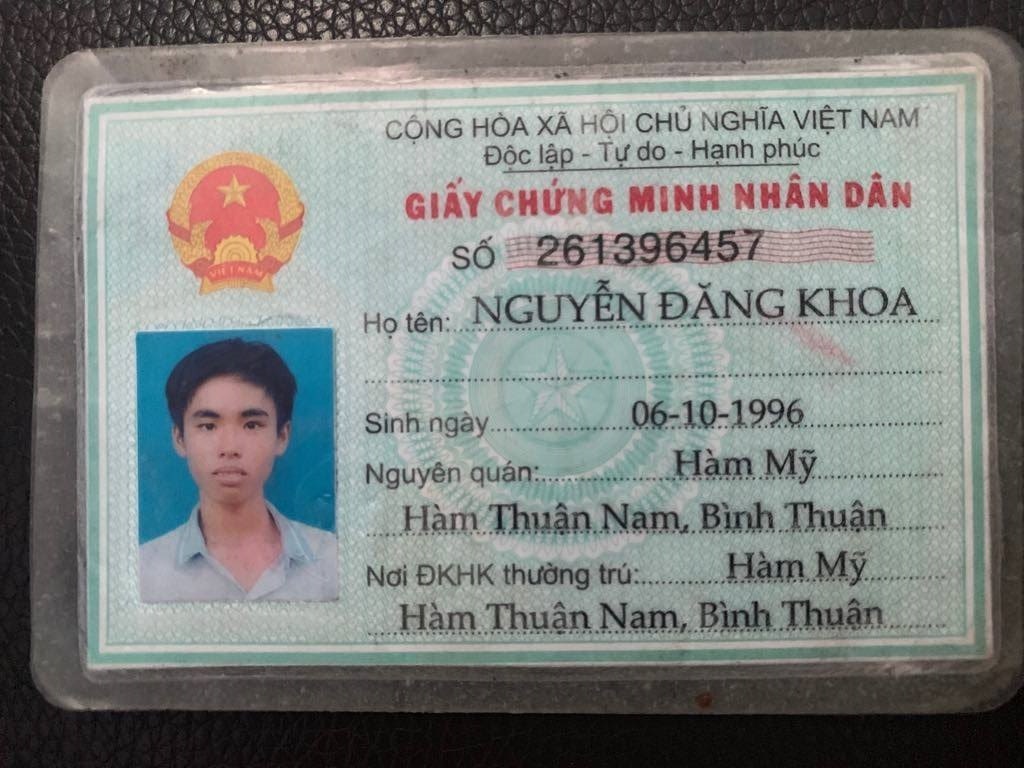 CỘNG HÒA XÃ HỘI CHỦ NGHĨA VIỆT NAM
Độc lập - Tự do - Hạnh phúc
GIẤY CHỨNG MINH NHÂN DÂN
SỐ 261396457
VIỆT NAM
Họ tên: NGUYỄN ĐĂNG KHOA
Sinh ngày 06-10-1996
Nguyên quán: Hàm Mỹ
Hàm Thuận Nam, Bình Thuận
Nơi ĐKHK thường trú: Hàm Mỹ
Hàm Thuận Nam, Bình Thuận